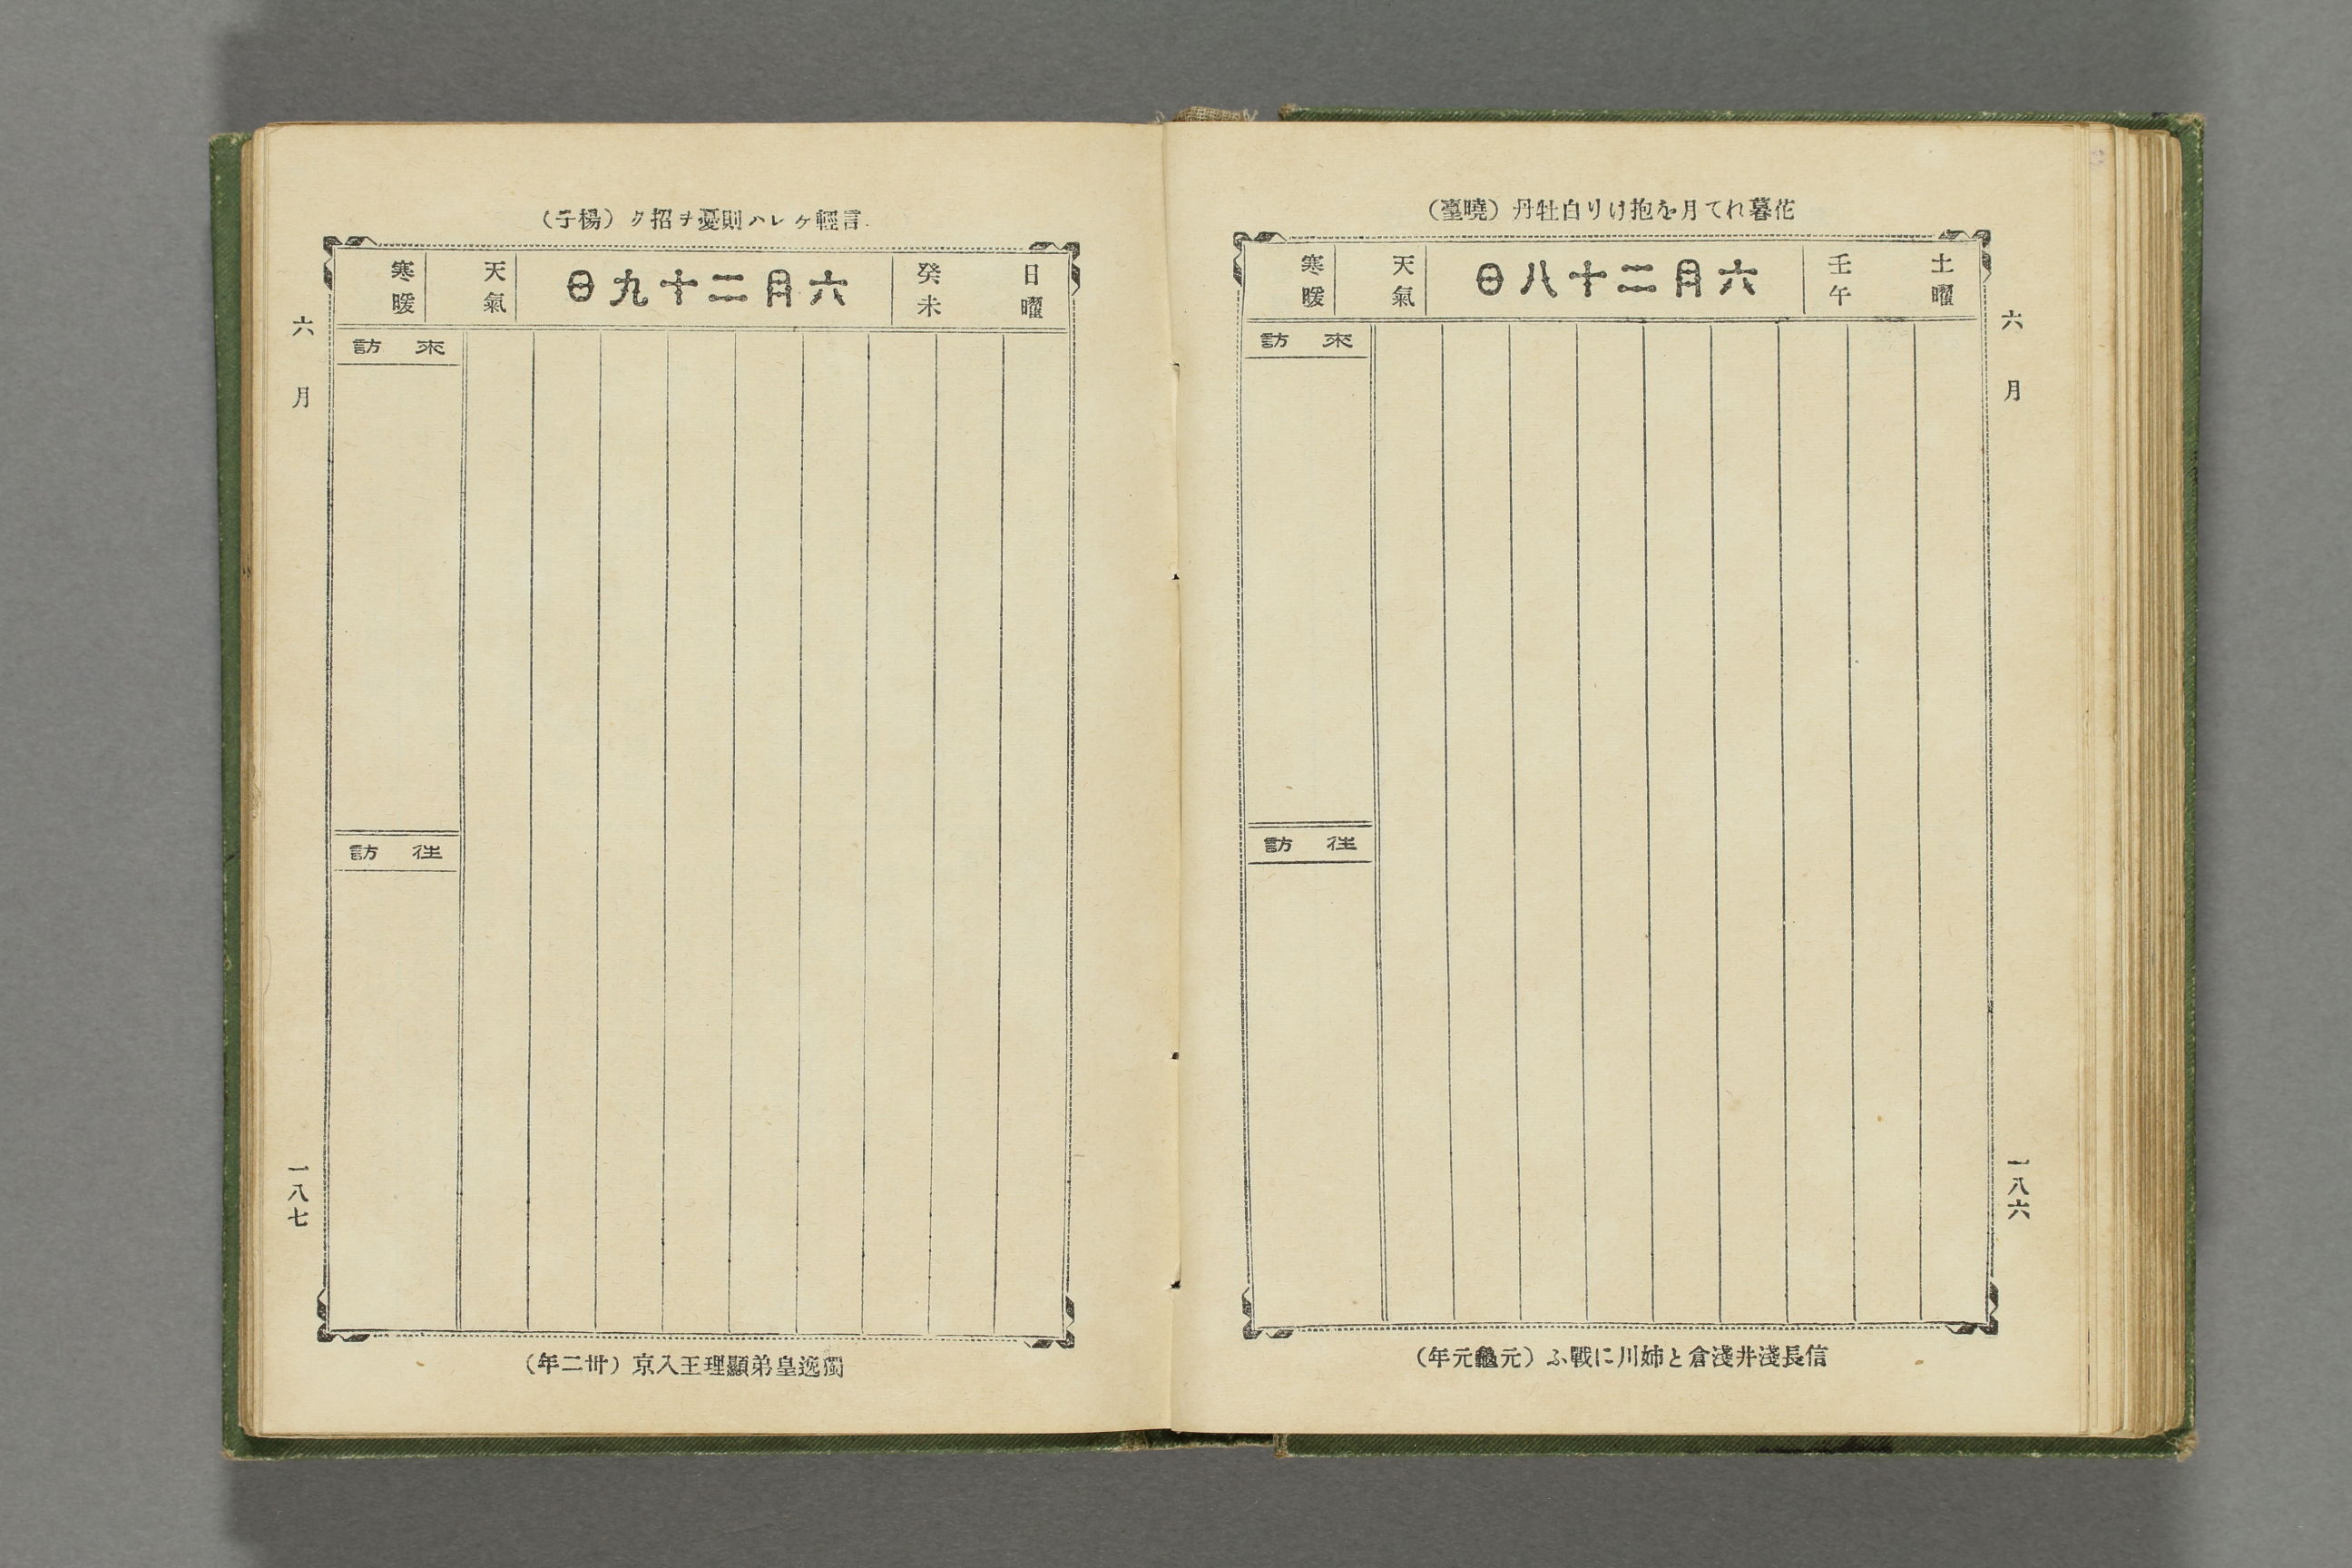 花暮れて月を抱けり白牡丹（曉臺）
土曜
壬午
六月二十八日
天氣
寒暖
來訪
往訪
六月
一八六
信長淺井淺倉と姉川に戰ふ（元龜元年）
言輕ケレハ則憂ヲ招ク（楊子）
日曜
癸未
六月二十九日
天氣
寒暖
來訪
往訪
六月
一八七
獨逸皇弟顯理王入京（卅二年）